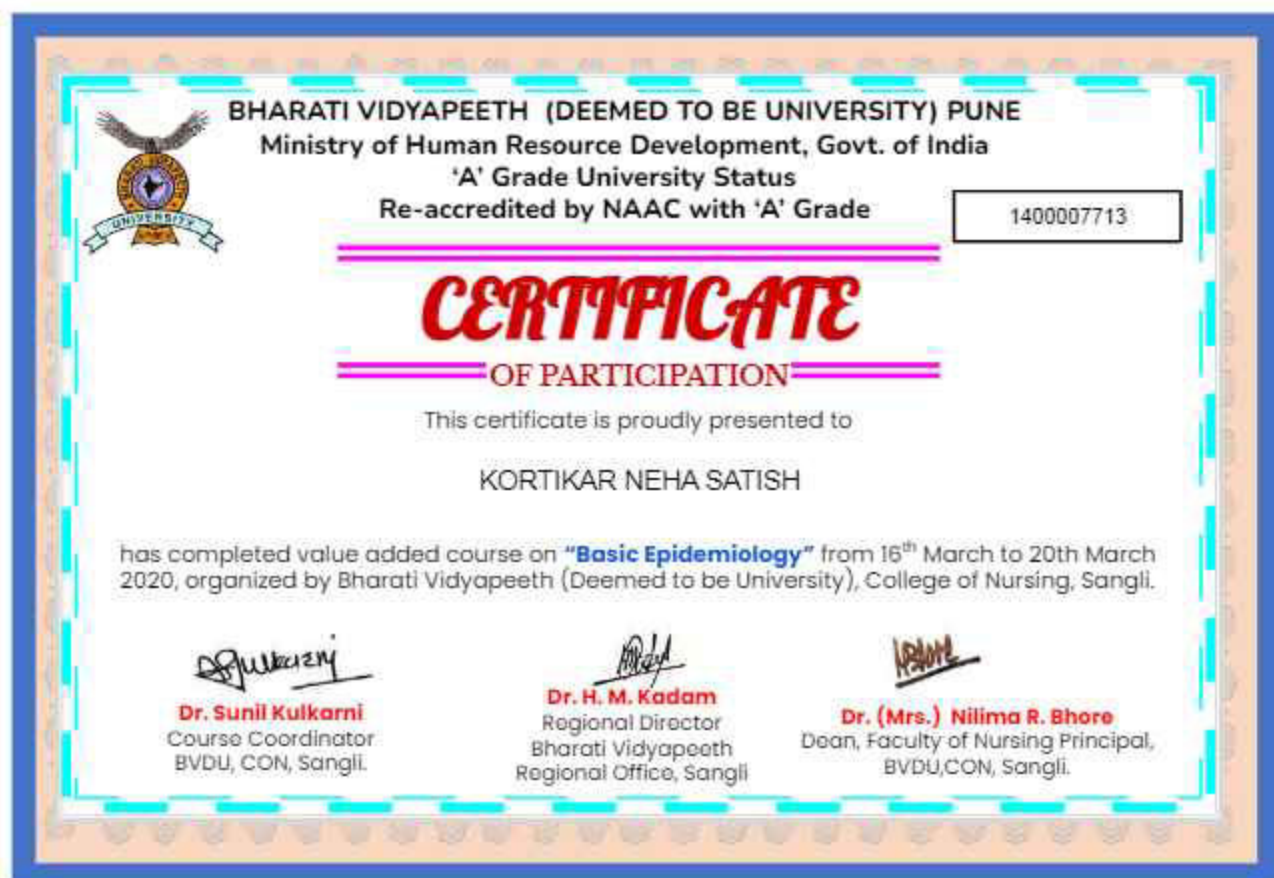 BHARATI VIDYAPEETH (DEEMED TO BE UNIVERSITY) PUNE
Ministry of Human Resource Development, Govt. of India
‘A’ Grade University Status
Re-accredited by NAAC with ‘A’ Grade
1400007713
BHARATI VIDYAPEETH
UNIVERSITY
CERTIFICATE
OF PARTICIPATION
This certificate is proudly presented to
KORTIKAR NEHA SATISH
has completed value added course on “Basic Epidemiology” from 16th March to 20th March
2020, organized by Bharati Vidyapeeth (Deemed to be University), College of Nursing, Sangli.
Dr. Sunil Kulkarni
Course Coordinator
BVDU, CON, Sangli.
Dr. H. M. Kadam
Regional Director
Bharati Vidyapeeth
Regional Office, Sangli
Dr. (Mrs.) Nilima R. Bhore
Dean, Faculty of Nursing Principal,
BVDU,CON, Sangli.